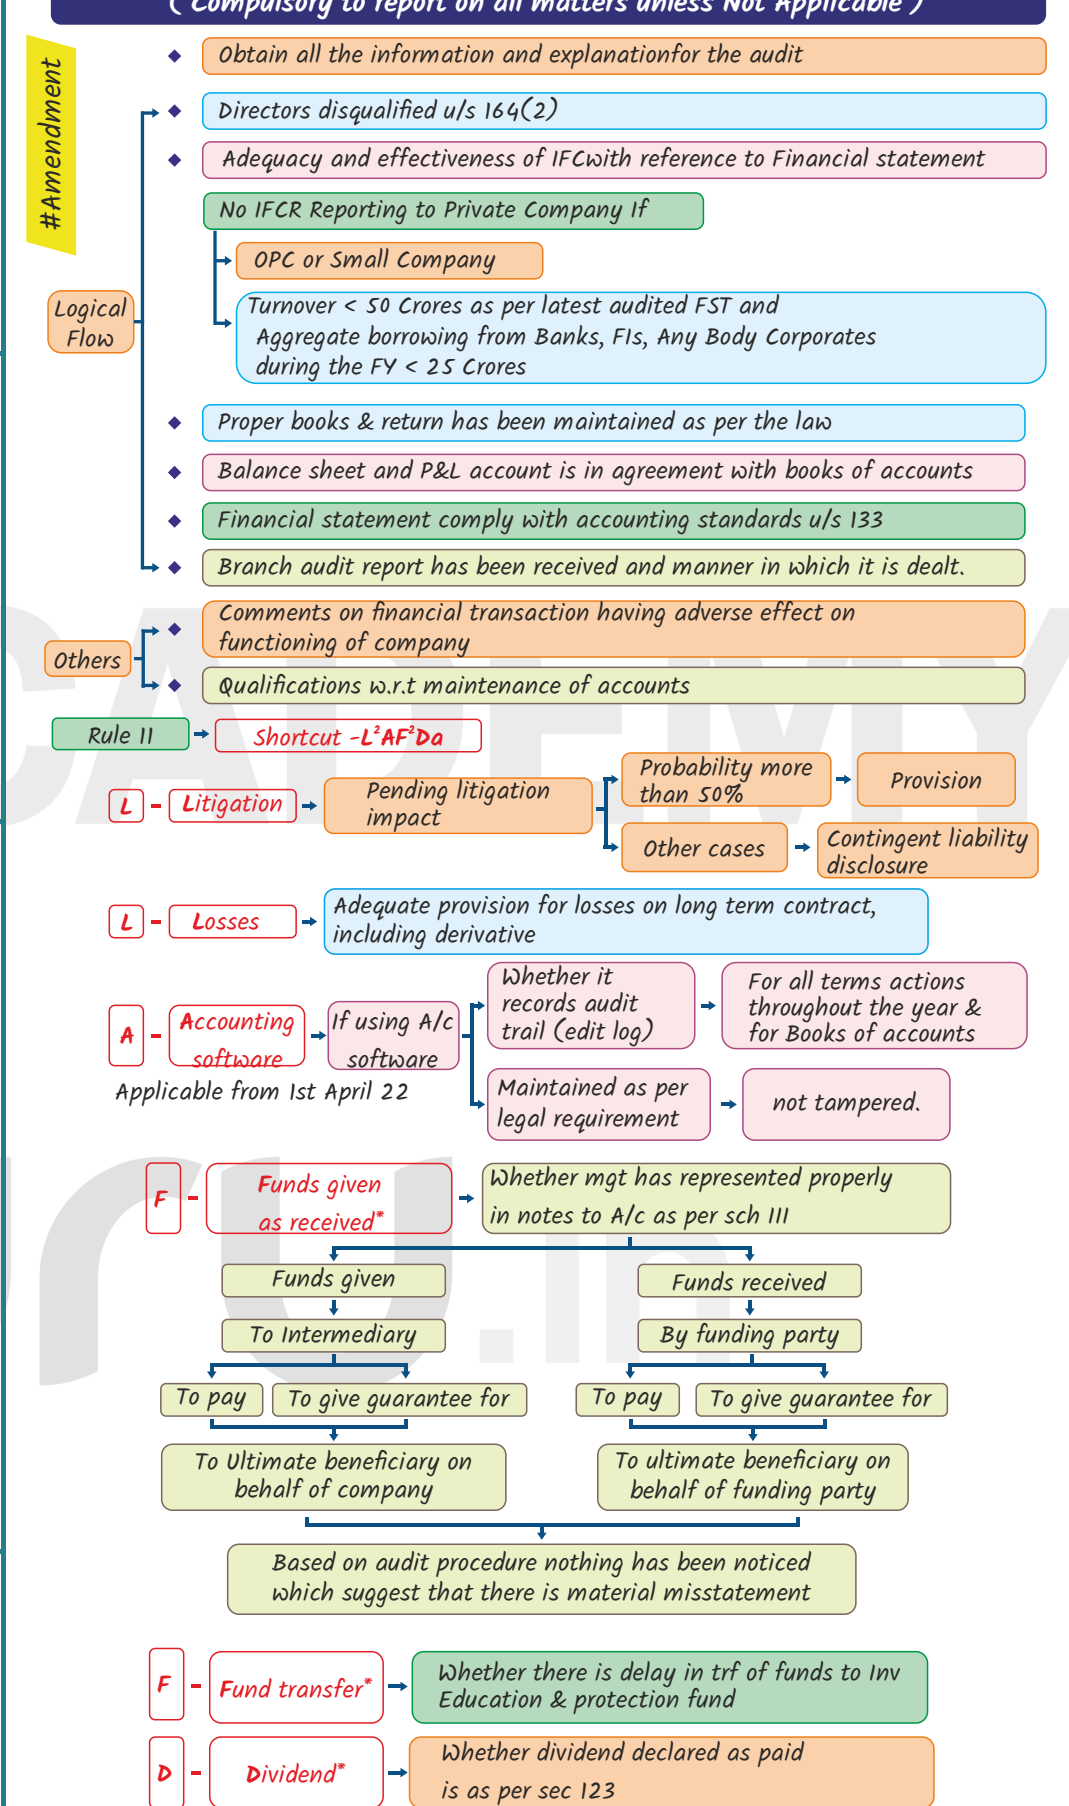 ( Compulsory to report on all matters unless Not Applicable )
#Amendment
Obtain all the information and explanationfor the audit
Directors disqualified u/s 164(2)
Adequacy and effectiveness of IFCwith reference to Financial statement
No IFCR Reporting to Private Company If
OPC or Small Company
Logical
Flow
Turnover < 50 Crores as per latest audited FST and
Aggregate borrowing from Banks, FIs, Any Body Corporates
during the FY < 25 Crores
Proper books & return has been maintained as per the law
Balance sheet and P&L account is in agreement with books of accounts
Financial statement comply with accounting standards u/s 133
Branch audit report has been received and manner in which it is dealt.
Others
Comments on financial transaction having adverse effect on
functioning of company
Qualifications w.r.t maintenance of accounts
Rule 11
Shortcut -L²AF²Da
L - Litigation
Pending litigation
impact
Probability more
than 50%
Provision
Other cases
Contingent liability
disclosure
L - Losses
Adequate provision for losses on long term contract,
including derivative
A - Accounting
software
If using A/c
software
Whether it
records audit
trail (edit log)
For all terms actions
throughout the year &
for Books of accounts
Applicable from 1st April 22
Maintained as per
legal requirement
not tampered.
F - Funds given
as received*
Whether mgt has represented properly
in notes to A/c as per sch III
Funds given
Funds received
To Intermediary
By funding party
To pay
To give guarantee for
To pay
To give guarantee for
To Ultimate beneficiary on
behalf of company
To ultimate beneficiary on
behalf of funding party
Based on audit procedure nothing has been noticed
which suggest that there is material misstatement
F - Fund transfer*
Whether there is delay in trf of funds to Inv
Education & protection fund
D - Dividend*
Whether dividend declared as paid
is as per sec 123
CADEMY
uru.in